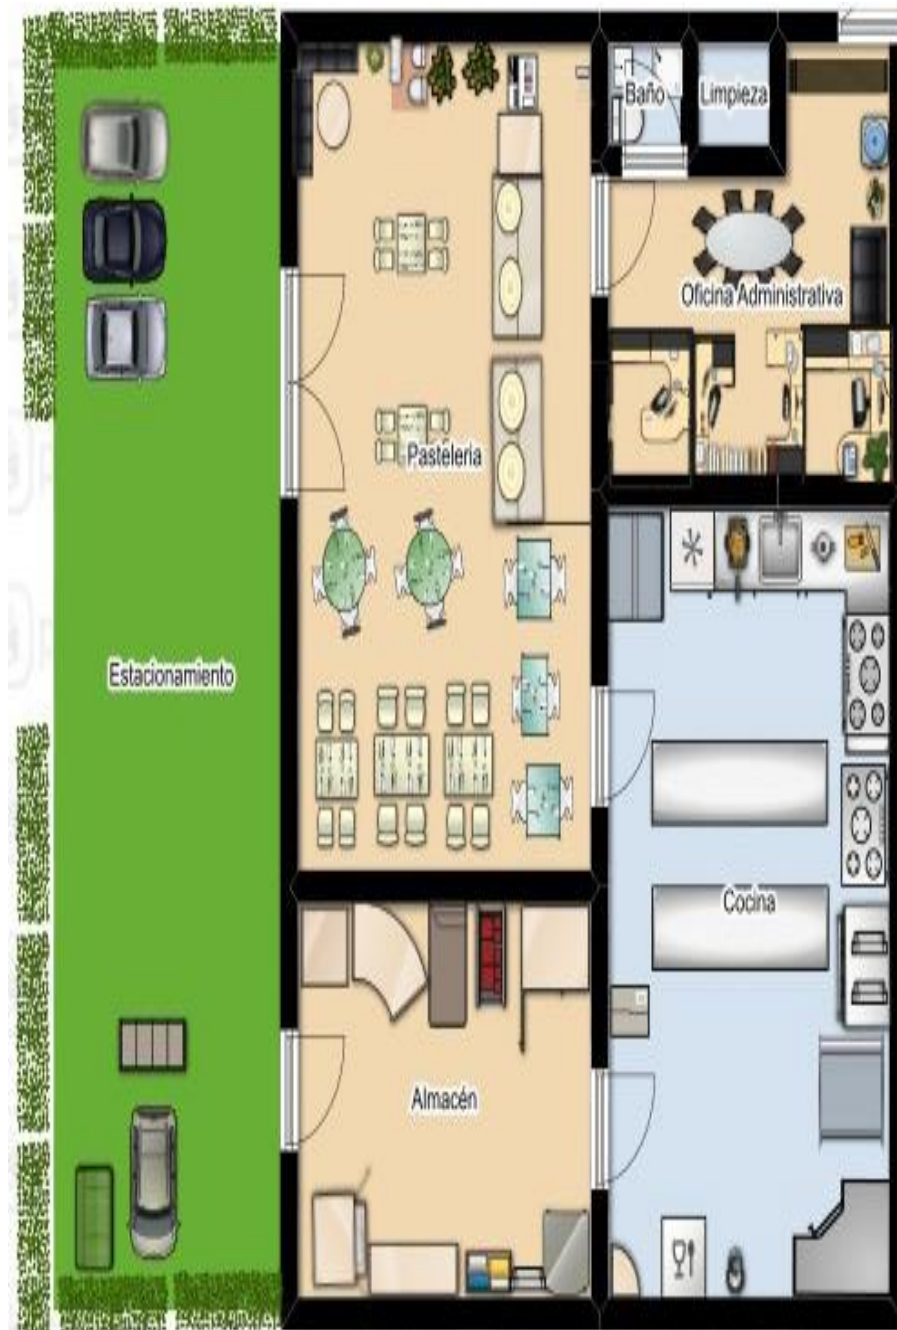 Baño
Limpieza
Oficina Administrativa
Pastelería
Estacionamiento
Cocina
Almacén